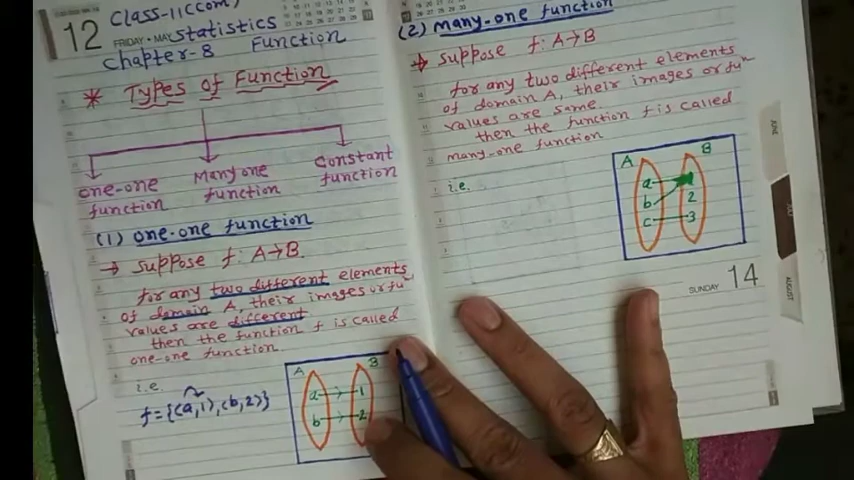 12
FRIDAY • MAY
Class-11 (Com)
Statistics
Chapter-8 Function
* Types of Function
one-one function
Many one function
Constant function
(1) one-one function
→ Suppose f: A→B
for any two different elements
of domain A, their images or fuⁿ
values are different
then the function f is called
one-one function.
i.e.
f = {(a,1), (b,2)}
A B
a 1
b 2
(2) many-one function
→ Suppose f: A→B
for any two different elements
of domain A, their images or fuⁿ
values are same.
then the function f is called
many-one function
i.e.
A B
a
b 2
c 3
SUNDAY 14
JUNE
AUGUST